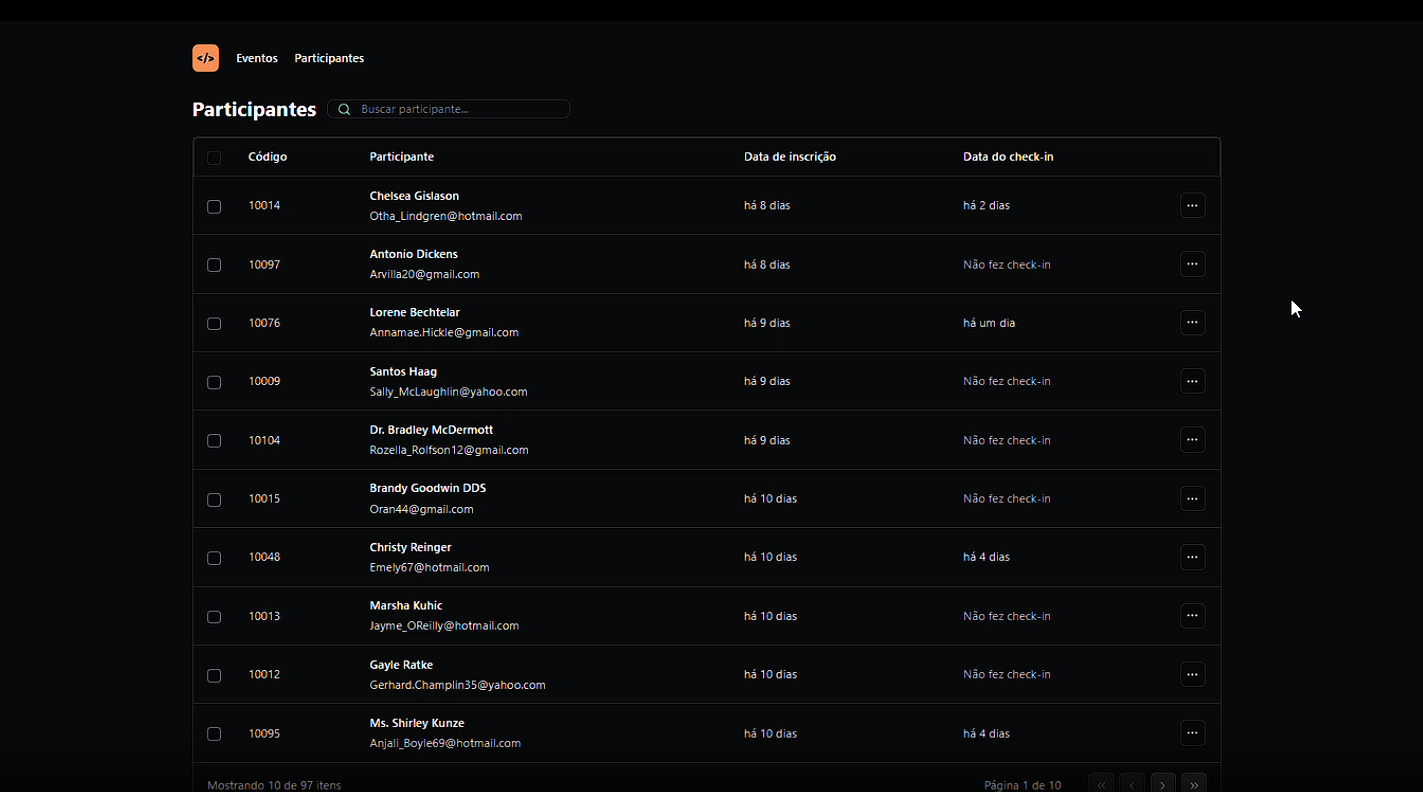 </> Eventos Participantes
Participantes Buscar participante...
Código Participante Data de inscrição Data do check-in
10014 Chelsea Gislason há 8 dias há 2 dias ...
Otha_Lindgren@hotmail.com
10097 Antonio Dickens há 8 dias Não fez check-in ...
Arvilla20@gmail.com
10076 Lorene Bechtelar há 9 dias há um dia ...
Annamae.Hickle@gmail.com
10009 Santos Haag há 9 dias Não fez check-in ...
Sally_McLaughlin@yahoo.com
10104 Dr. Bradley McDermott há 9 dias Não fez check-in ...
Rozella_Rolfson12@gmail.com
10015 Brandy Goodwin DDS há 10 dias Não fez check-in ...
Oran44@gmail.com
10048 Christy Reinger há 10 dias há 4 dias ...
Emely67@hotmail.com
10013 Marsha Kuhic há 10 dias Não fez check-in ...
Jayme_OReilly@hotmail.com
10012 Gayle Ratke há 10 dias Não fez check-in ...
Gerhard.Champlin35@yahoo.com
10095 Ms. Shirley Kunze há 10 dias há 4 dias ...
Anjali_Boyle69@hotmail.com
Mostrando 10 de 97 itens Página 1 de 10 « ‹ › »